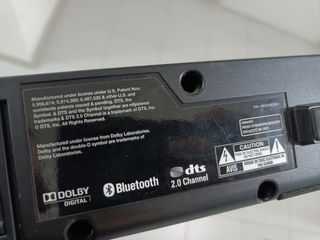 Manufactured under license under U.S. Patent Nos:
5,956,674; 5,974,380; 6,487,535 & other U.S. and
worldwide patents issued & pending. DTS, the
Symbol, & DTS and the Symbol together are registered
trademarks & DTS 2.0 Channel is a trademark of DTS, Inc.
© DTS, Inc. All Rights Reserved.
Manufactured under license from Dolby Laboratories.
Dolby and the double-D symbol are trademarks of
Dolby Laboratories.
DOLBY
DIGITAL
Bluetooth
dts
2.0 Channel
CAUTION
AVIS